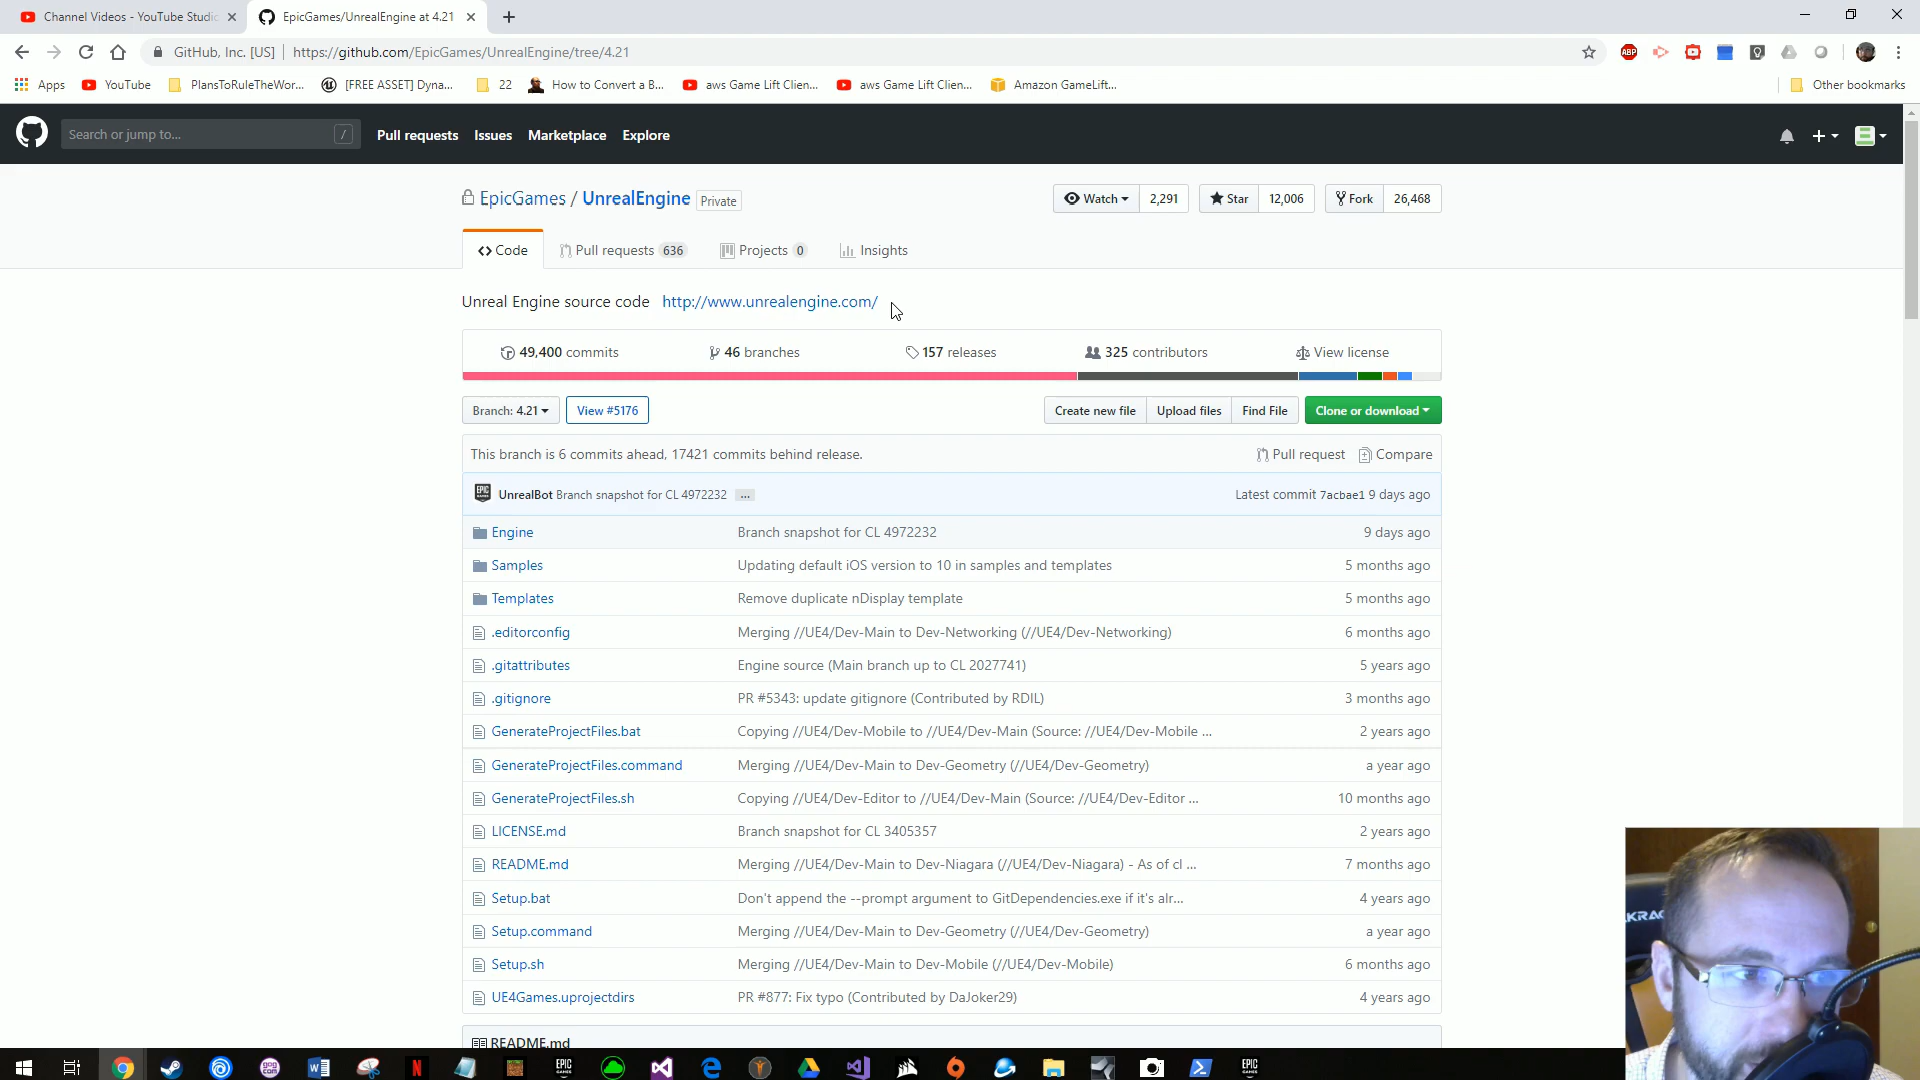 Channel Videos - YouTube Studio
EpicGames/UnrealEngine at 4.21
GitHub, Inc. [US] | https://github.com/EpicGames/UnrealEngine/tree/4.21
Apps YouTube PlansToRuleTheWor... [FREE ASSET] Dyna... 22 How to Convert a B... aws Game Lift Clien... aws Game Lift Clien... Amazon GameLift... Other bookmarks
Search or jump to... / Pull requests Issues Marketplace Explore
EpicGames / UnrealEngine Private Watch 2,291 Star 12,006 Fork 26,468
Code Pull requests 636 Projects 0 Insights
Unreal Engine source code http://www.unrealengine.com/
49,400 commits 46 branches 157 releases 325 contributors View license
Branch: 4.21 View #5176 Create new file Upload files Find File Clone or download
This branch is 6 commits ahead, 17421 commits behind release. Pull request Compare
UnrealBot Branch snapshot for CL 4972232 ... Latest commit 7acbae1 9 days ago
Engine Branch snapshot for CL 4972232 9 days ago
Samples Updating default iOS version to 10 in samples and templates 5 months ago
Templates Remove duplicate nDisplay template 5 months ago
.editorconfig Merging //UE4/Dev-Main to Dev-Networking (//UE4/Dev-Networking) 6 months ago
.gitattributes Engine source (Main branch up to CL 2027741) 5 years ago
.gitignore PR #5343: update gitignore (Contributed by RDIL) 3 months ago
GenerateProjectFiles.bat Copying //UE4/Dev-Mobile to //UE4/Dev-Main (Source: //UE4/Dev-Mobile ... 2 years ago
GenerateProjectFiles.command Merging //UE4/Dev-Main to Dev-Geometry (//UE4/Dev-Geometry) a year ago
GenerateProjectFiles.sh Copying //UE4/Dev-Editor to //UE4/Dev-Main (Source: //UE4/Dev-Editor ... 10 months ago
LICENSE.md Branch snapshot for CL 3405357 2 years ago
README.md Merging //UE4/Dev-Main to Dev-Niagara (//UE4/Dev-Niagara) - As of cl ... 7 months ago
Setup.bat Don't append the --prompt argument to GitDependencies.exe if it's alr... 4 years ago
Setup.command Merging //UE4/Dev-Main to Dev-Geometry (//UE4/Dev-Geometry) a year ago
Setup.sh Merging //UE4/Dev-Main to Dev-Mobile (//UE4/Dev-Mobile) 6 months ago
UE4Games.uprojectdirs PR #877: Fix typo (Contributed by DaJoker29) 4 years ago
README.md